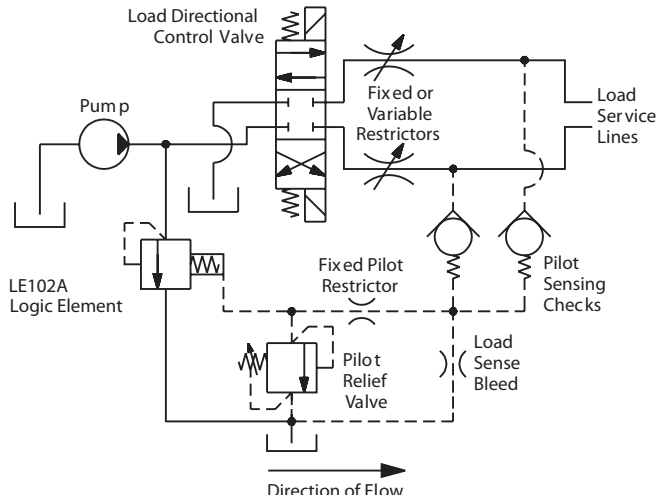 Load Directional
Control Valve
Pump
Fixed or
Variable
Restrictors
Load
Service
Lines
LE102A
Logic Element
Fixed Pilot
Restrictor
Pilot
Sensing
Checks
Pilot
Relief
Valve
Load
Sense
Bleed
Direction of Flow